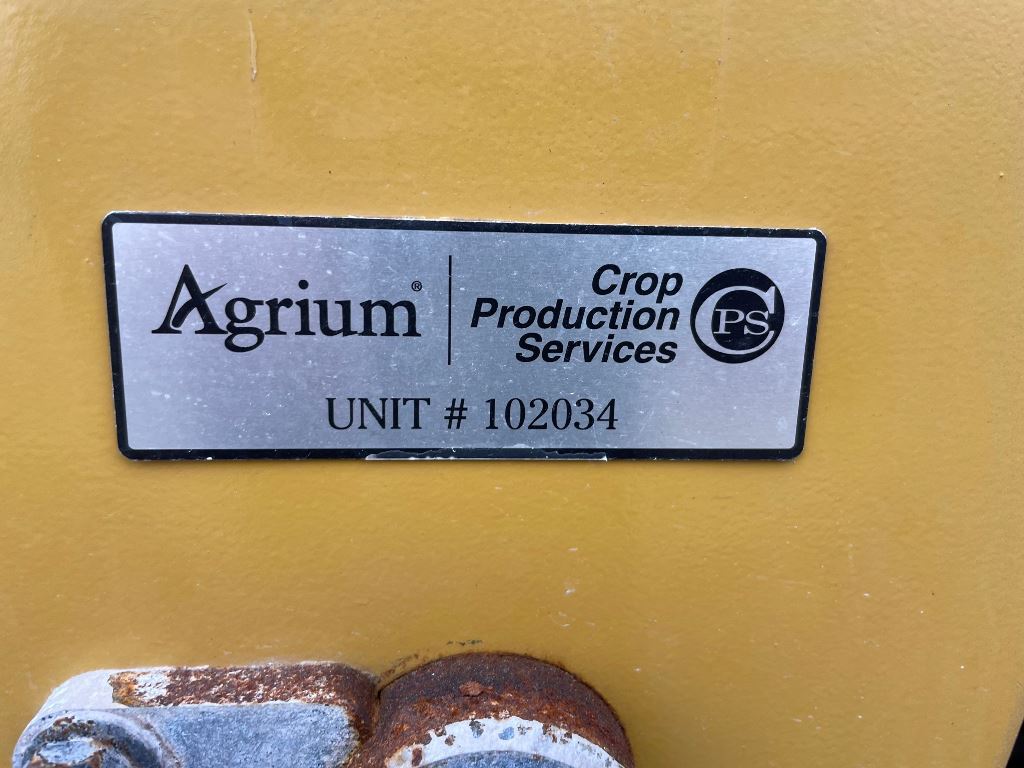 Agrium®
Crop
Production
Services
CPS
UNIT # 102034